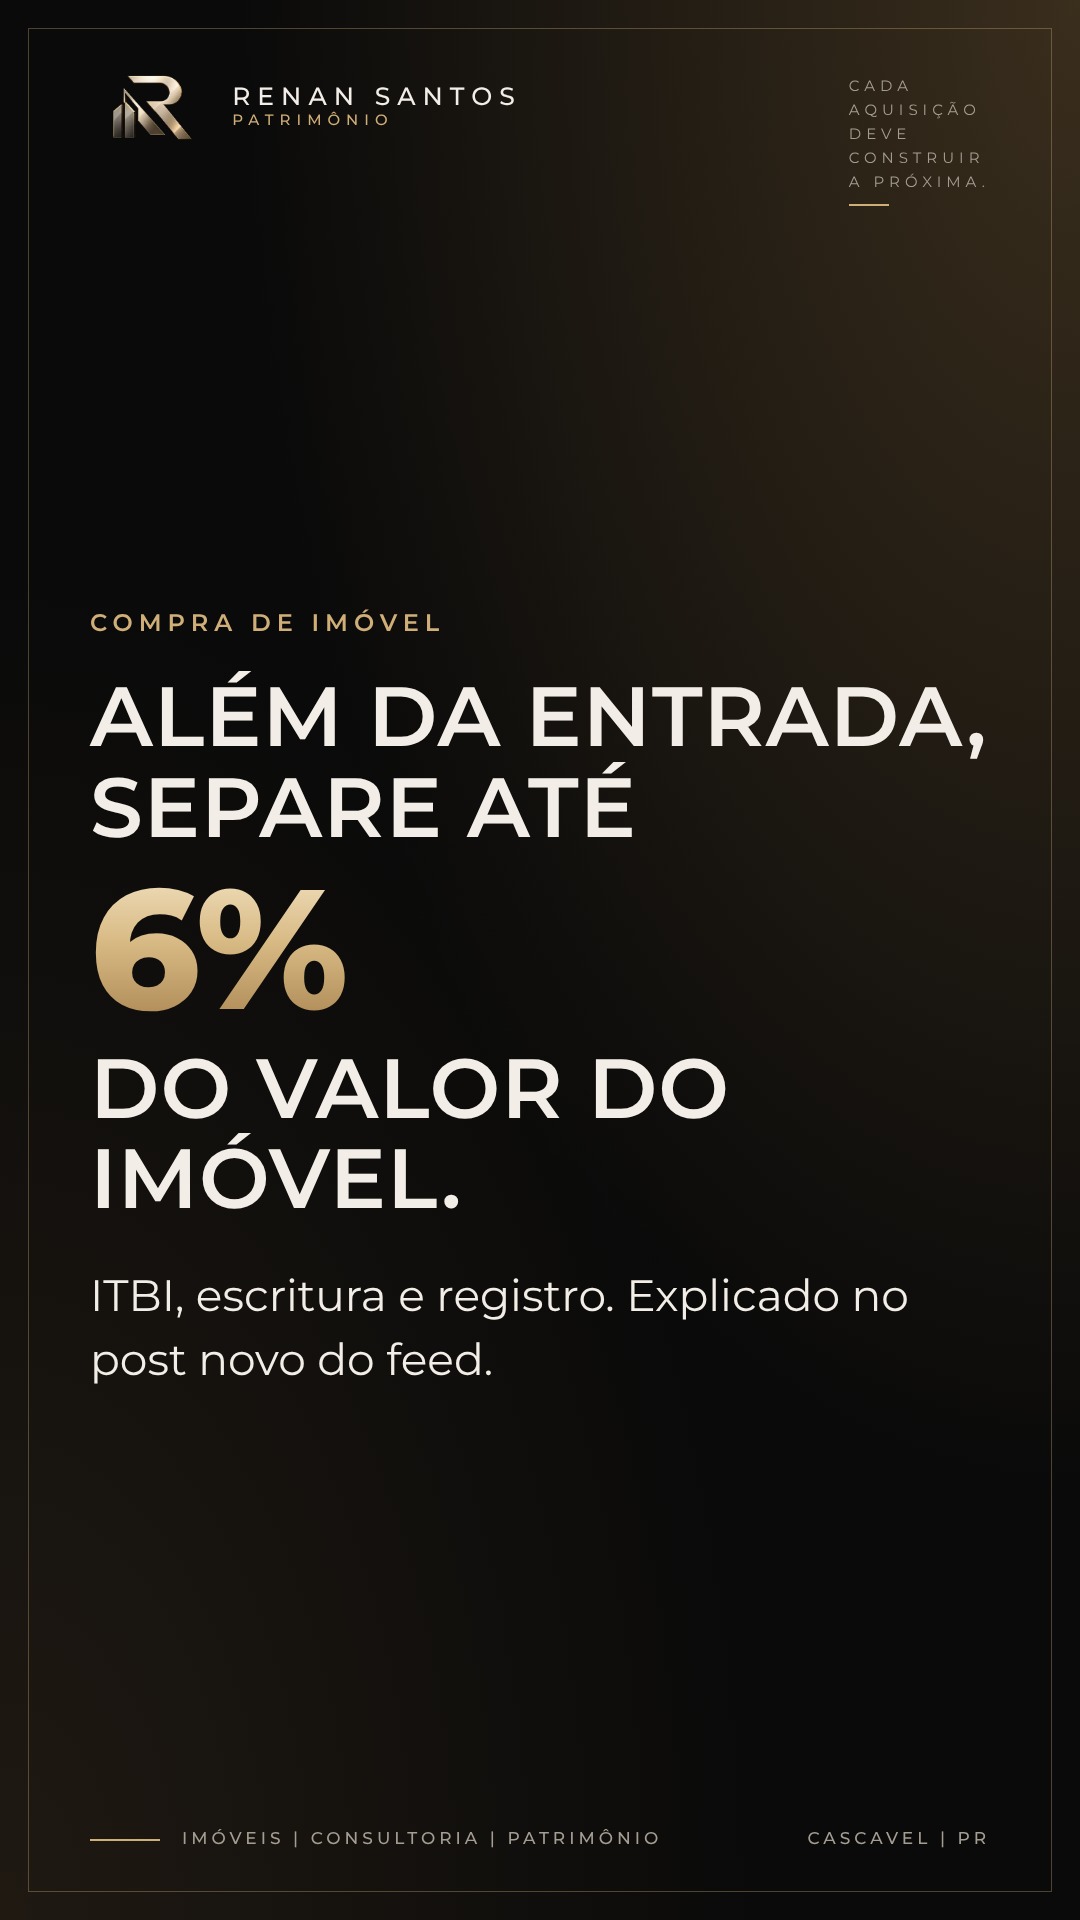 RENAN SANTOS
PATRIMÔNIO
CADA
AQUISIÇÃO
DEVE
CONSTRUIR
A PRÓXIMA.
COMPRA DE IMÓVEL
ALÉM DA ENTRADA,
SEPARE ATÉ
6%
DO VALOR DO
IMÓVEL.
ITBI, escritura e registro. Explicado no
post novo do feed.
IMÓVEIS | CONSULTORIA | PATRIMÔNIO
CASCAVEL | PR